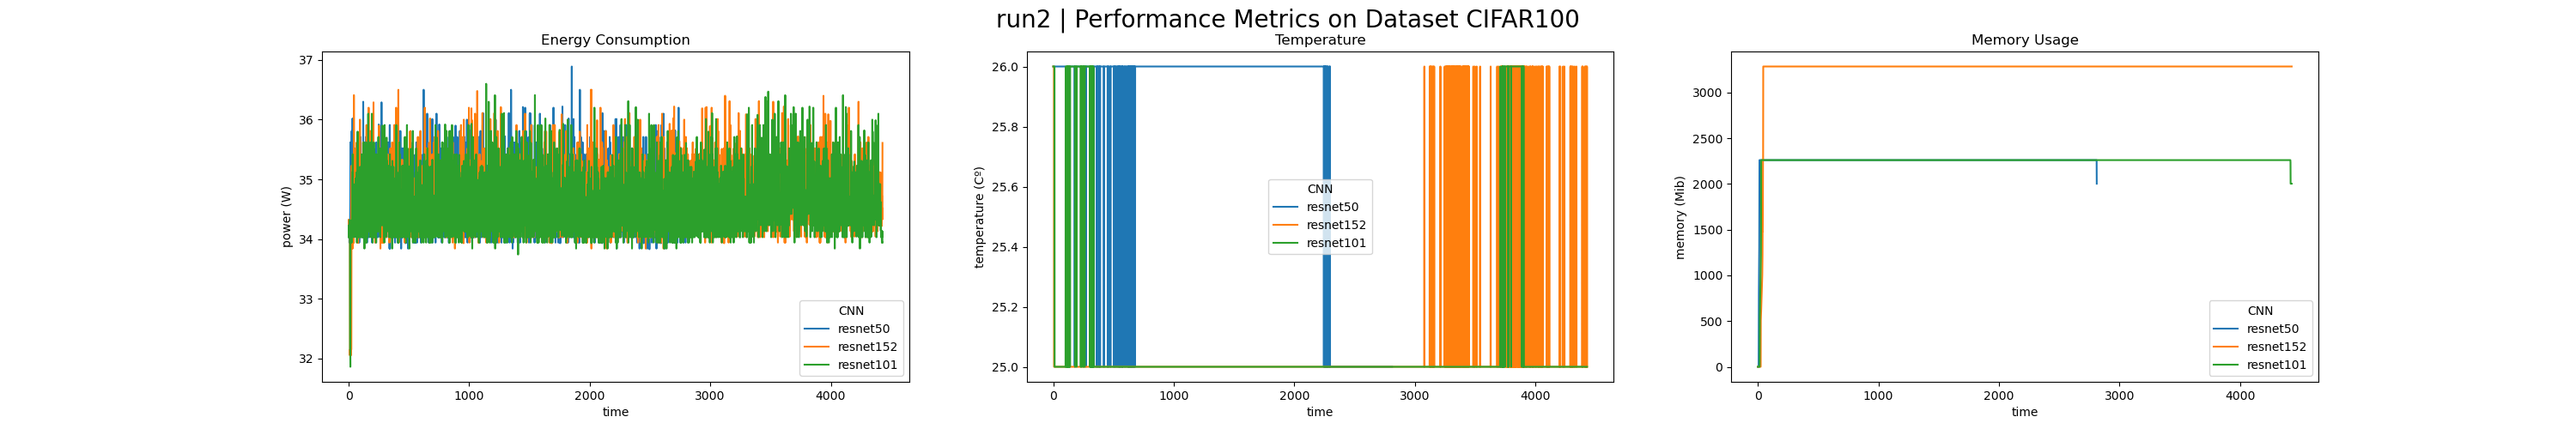 run2 | Performance Metrics on Dataset CIFAR100
Energy Consumption
37
36
35
34
33
32
power (W)
0 1000 2000 3000 4000
time
CNN
resnet50
resnet152
resnet101
Temperature
26.0
25.8
25.6
25.4
25.2
25.0
temperature (Cº)
0 1000 2000 3000 4000
time
CNN
resnet50
resnet152
resnet101
Memory Usage
3000
2500
2000
1500
1000
500
0
memory (Mib)
0 1000 2000 3000 4000
time
CNN
resnet50
resnet152
resnet101